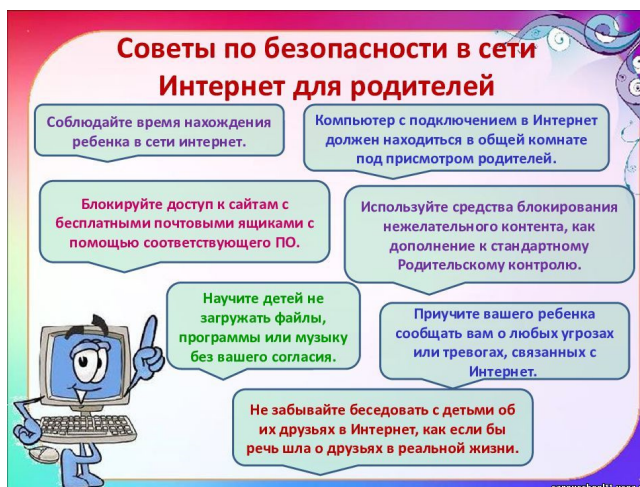 Советы по безопасности в сети
Интернет для родителей
Соблюдайте время нахождения
ребенка в сети интернет.
Компьютер с подключением в Интернет
должен находиться в общей комнате
под присмотром родителей.
Блокируйте доступ к сайтам с
бесплатными почтовыми ящиками с
помощью соответствующего ПО.
Используйте средства блокирования
нежелательного контента, как
дополнение к стандартному
Родительскому контролю.
Научите детей не
загружать файлы,
программы или музыку
без вашего согласия.
Приучите вашего ребенка
сообщать вам о любых угрозах
или тревогах, связанных с
Интернет.
Не забывайте беседовать с детьми об
их друзьях в Интернет, как если бы
речь шла о друзьях в реальной жизни.